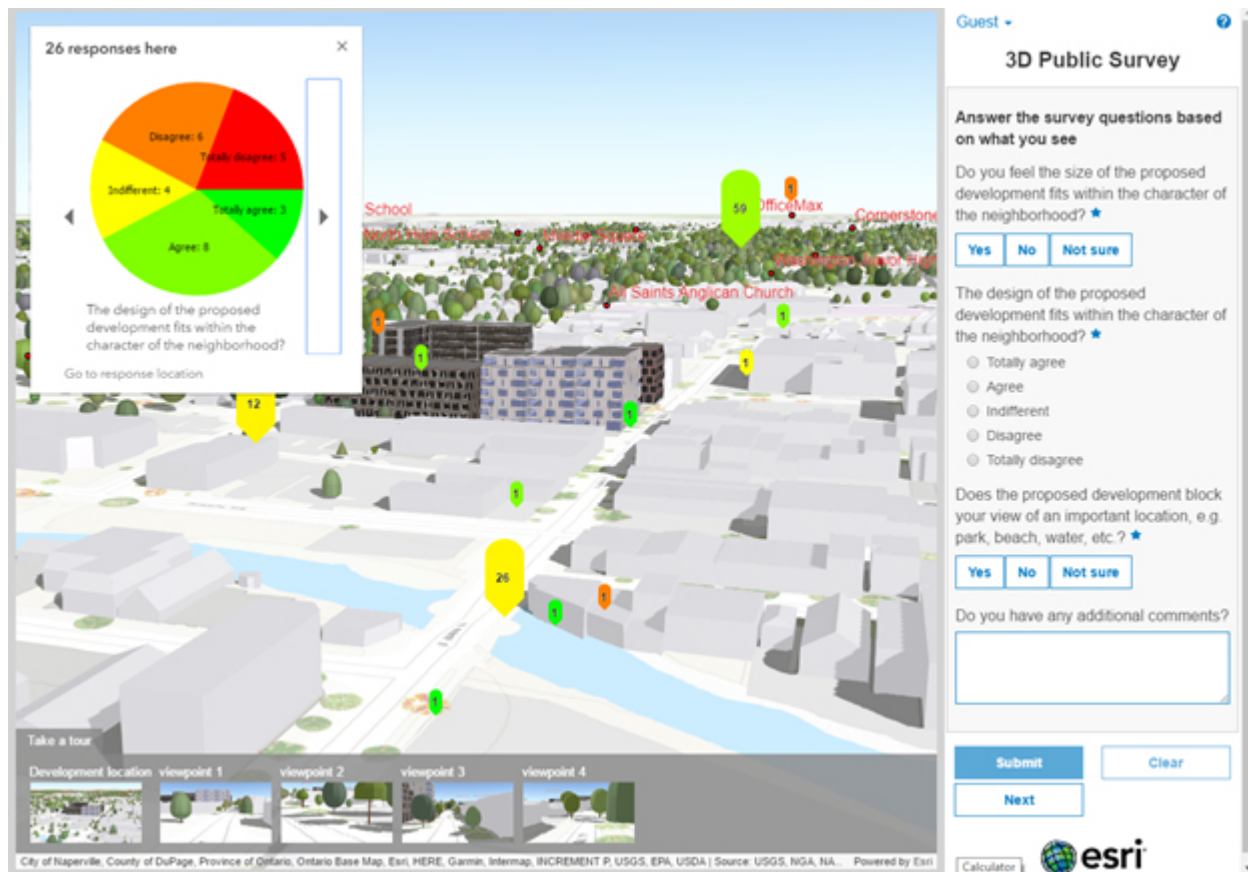 26 responses here
×
Disagree: 6
Totally disagree: 5
Indifferent: 4
Totally agree: 3
Agree: 8
The design of the proposed
development fits within the
character of the neighborhood?
Go to response location
School
North High School
Square
OfficeMax
Cornerstone
Washington Junior High
All Saints Anglican Church
59
1
1
1
1
1
12
1
1
26
1
1
1
Take a tour
Development location
viewpoint 1
viewpoint 2
viewpoint 3
viewpoint 4
City of Naperville, County of DuPage, Province of Ontario, Ontario Base Map, Esri, HERE, Garmin, Intermap, INCREMENT P, USGS, EPA, USDA | Source: USGS, NGA, NA...
Powered by Esri
Guest
?
3D Public Survey
Answer the survey questions based
on what you see
Do you feel the size of the proposed
development fits within the character of
the neighborhood?
Yes
No
Not sure
The design of the proposed
development fits within the character of
the neighborhood?
Totally agree
Agree
Indifferent
Disagree
Totally disagree
Does the proposed development block
your view of an important location, e.g.
park, beach, water, etc.?
Yes
No
Not sure
Do you have any additional comments?
Submit
Clear
Next
Calculator
esri